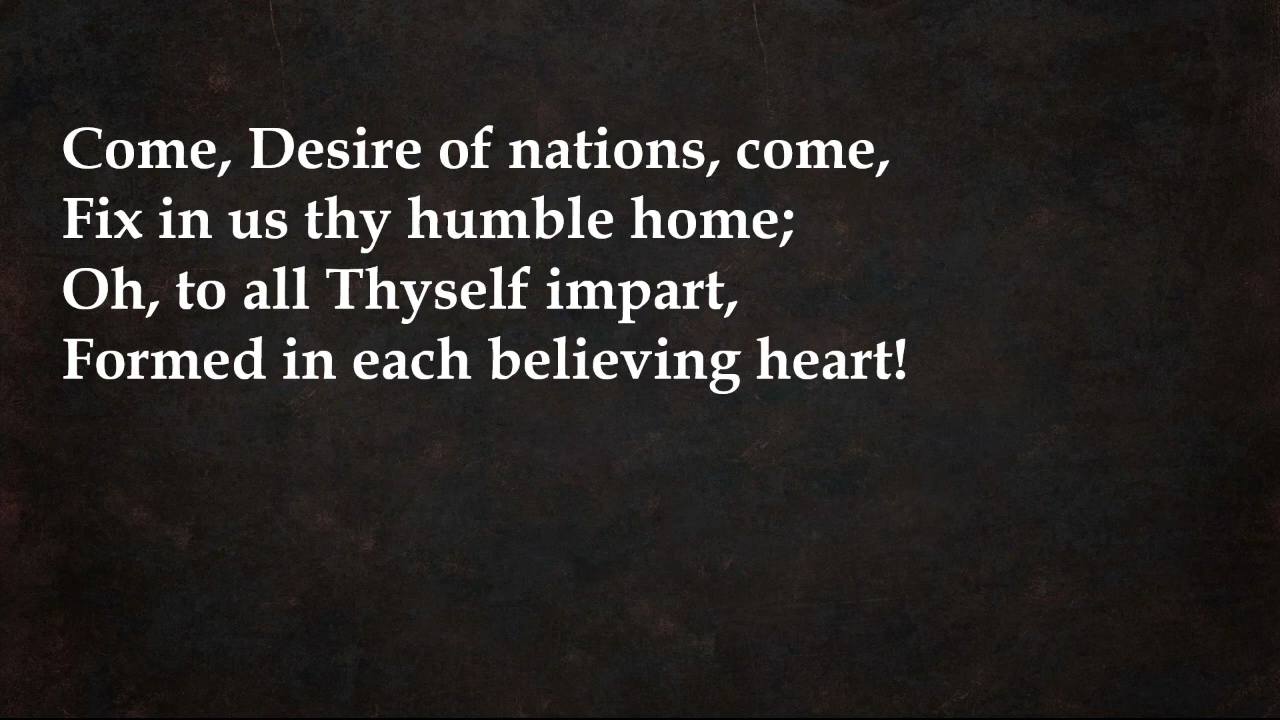 Come, Desire of nations, come,
Fix in us thy humble home;
Oh, to all Thyself impart,
Formed in each believing heart!